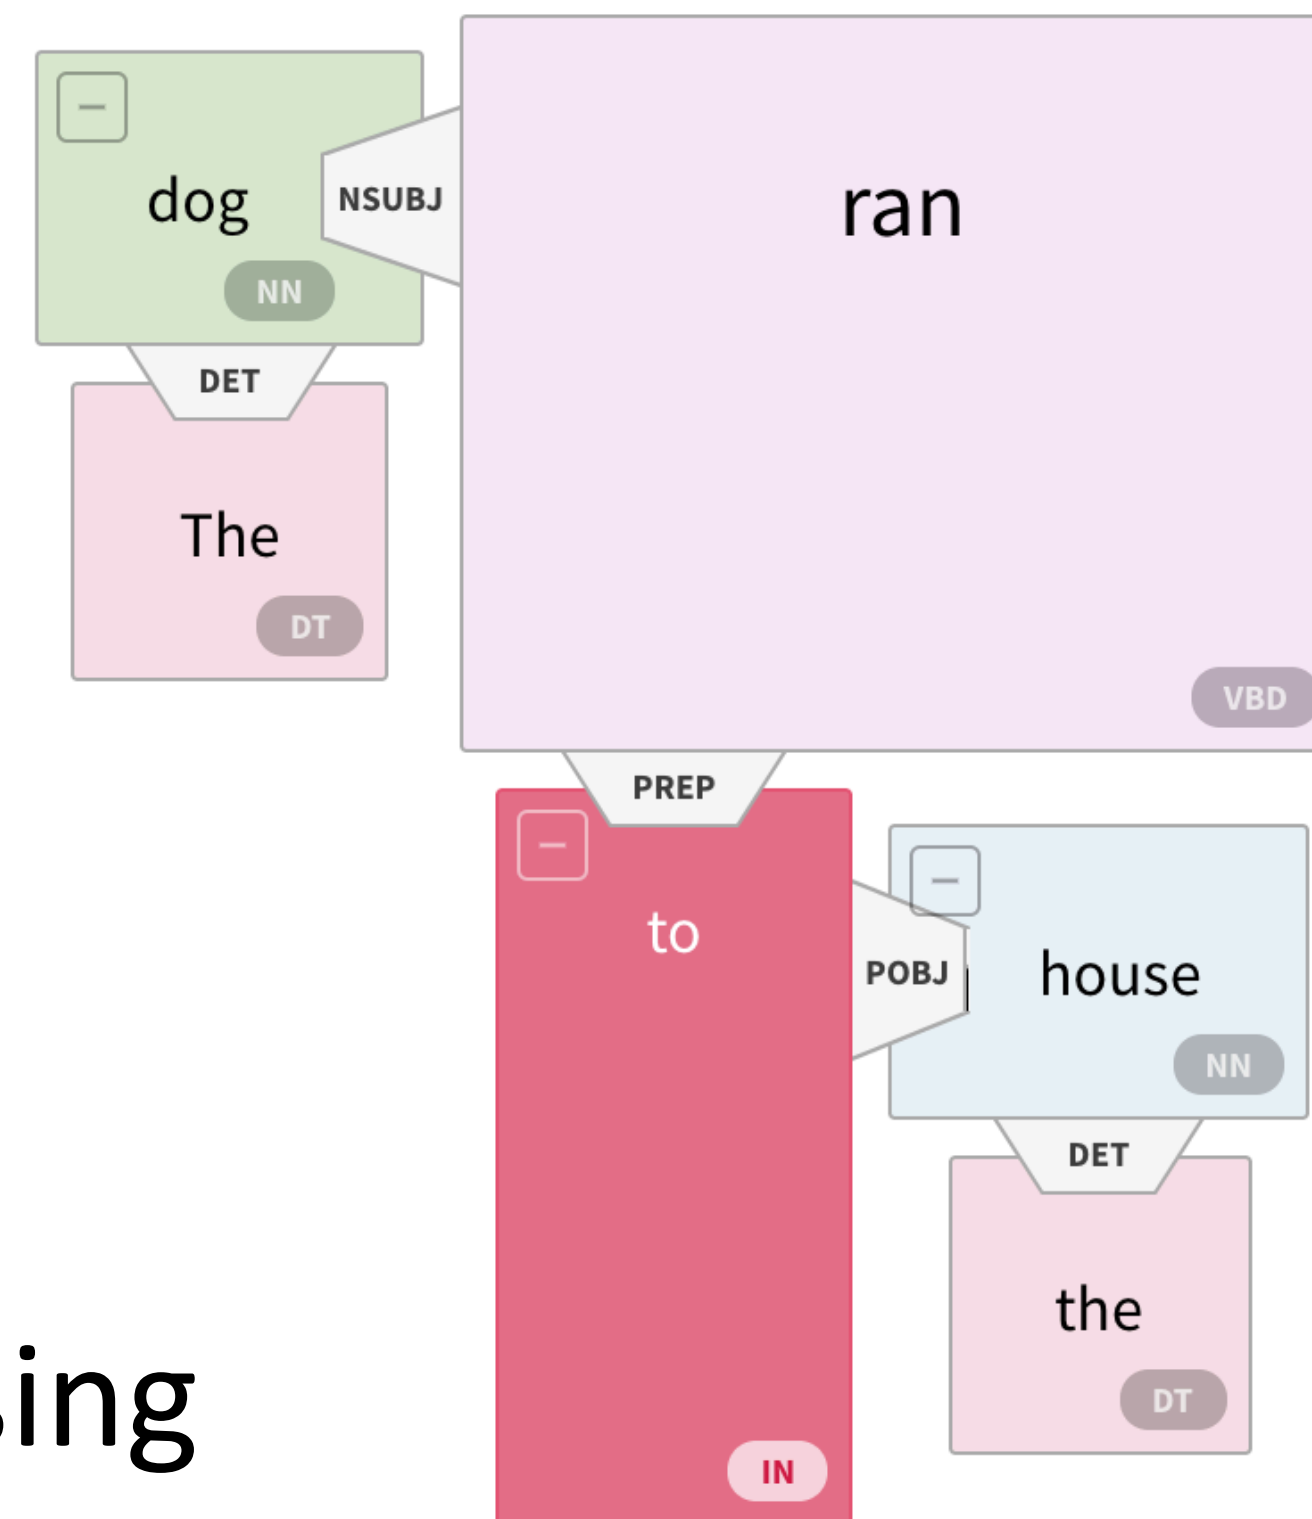 dog
NSUBJ
ran
NN
DET
The
DT
VBD
PREP
to
POBJ
house
NN
DET
the
DT
IN